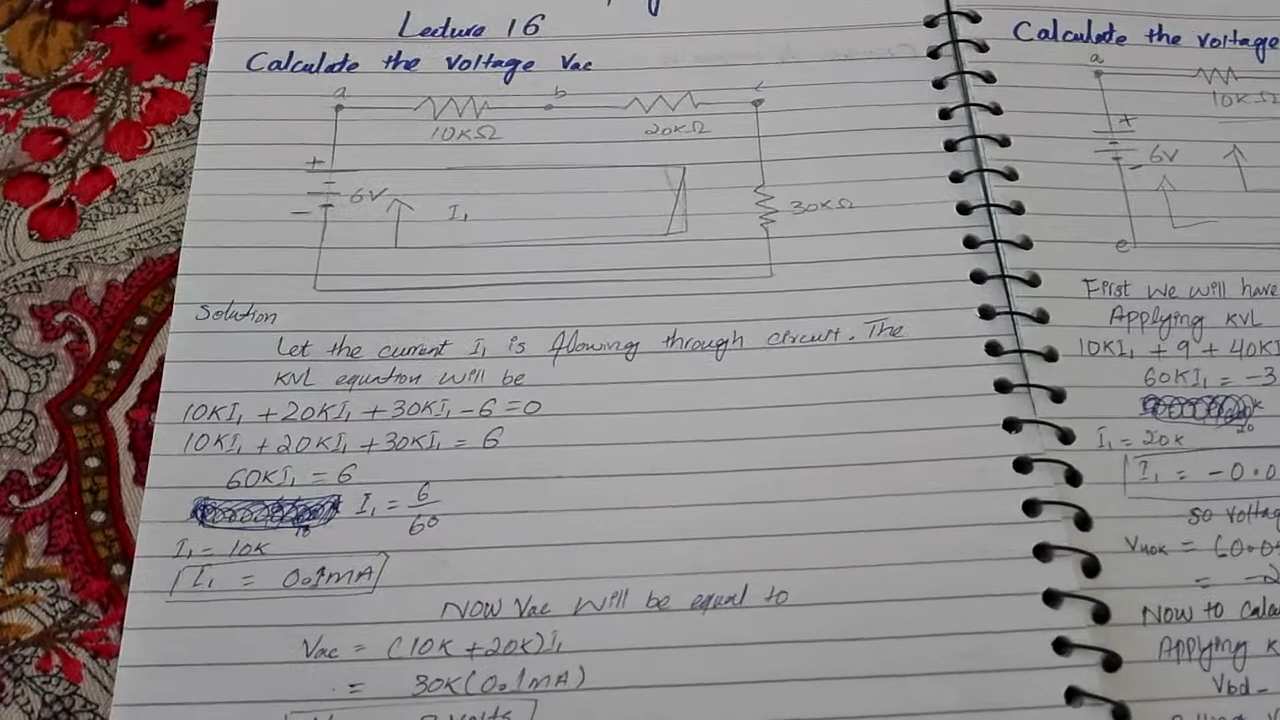 Lecture 16
Calculate the voltage Vac
a
b
c
10KΩ
20KΩ
+
6V
-
I₁
30KΩ
Solution
Let the current I₁ is flowing through circuit. The
KVL equation will be
10KI₁ + 20KI₁ + 30KI₁ - 6 = 0
10KI₁ + 20KI₁ + 30KI₁ = 6
60KI₁ = 6
I₁ = 6/60
I₁ = 10K
I₁ = 0.1mA
NOW Vac will be equal to
Vac = (10K + 20K)I₁
= 30K(0.1mA)
volts
Calculate the voltage
a
10KΩ
+
6V
-
e
First we will have
Applying KVL
10KI₁ + 9 + 40KI
60KI₁ = -3
20
I₁ = 20K
I₁ = -0.0
so voltag
= (0.0
= -2
NOW to calcu
Applying K
Vbd -